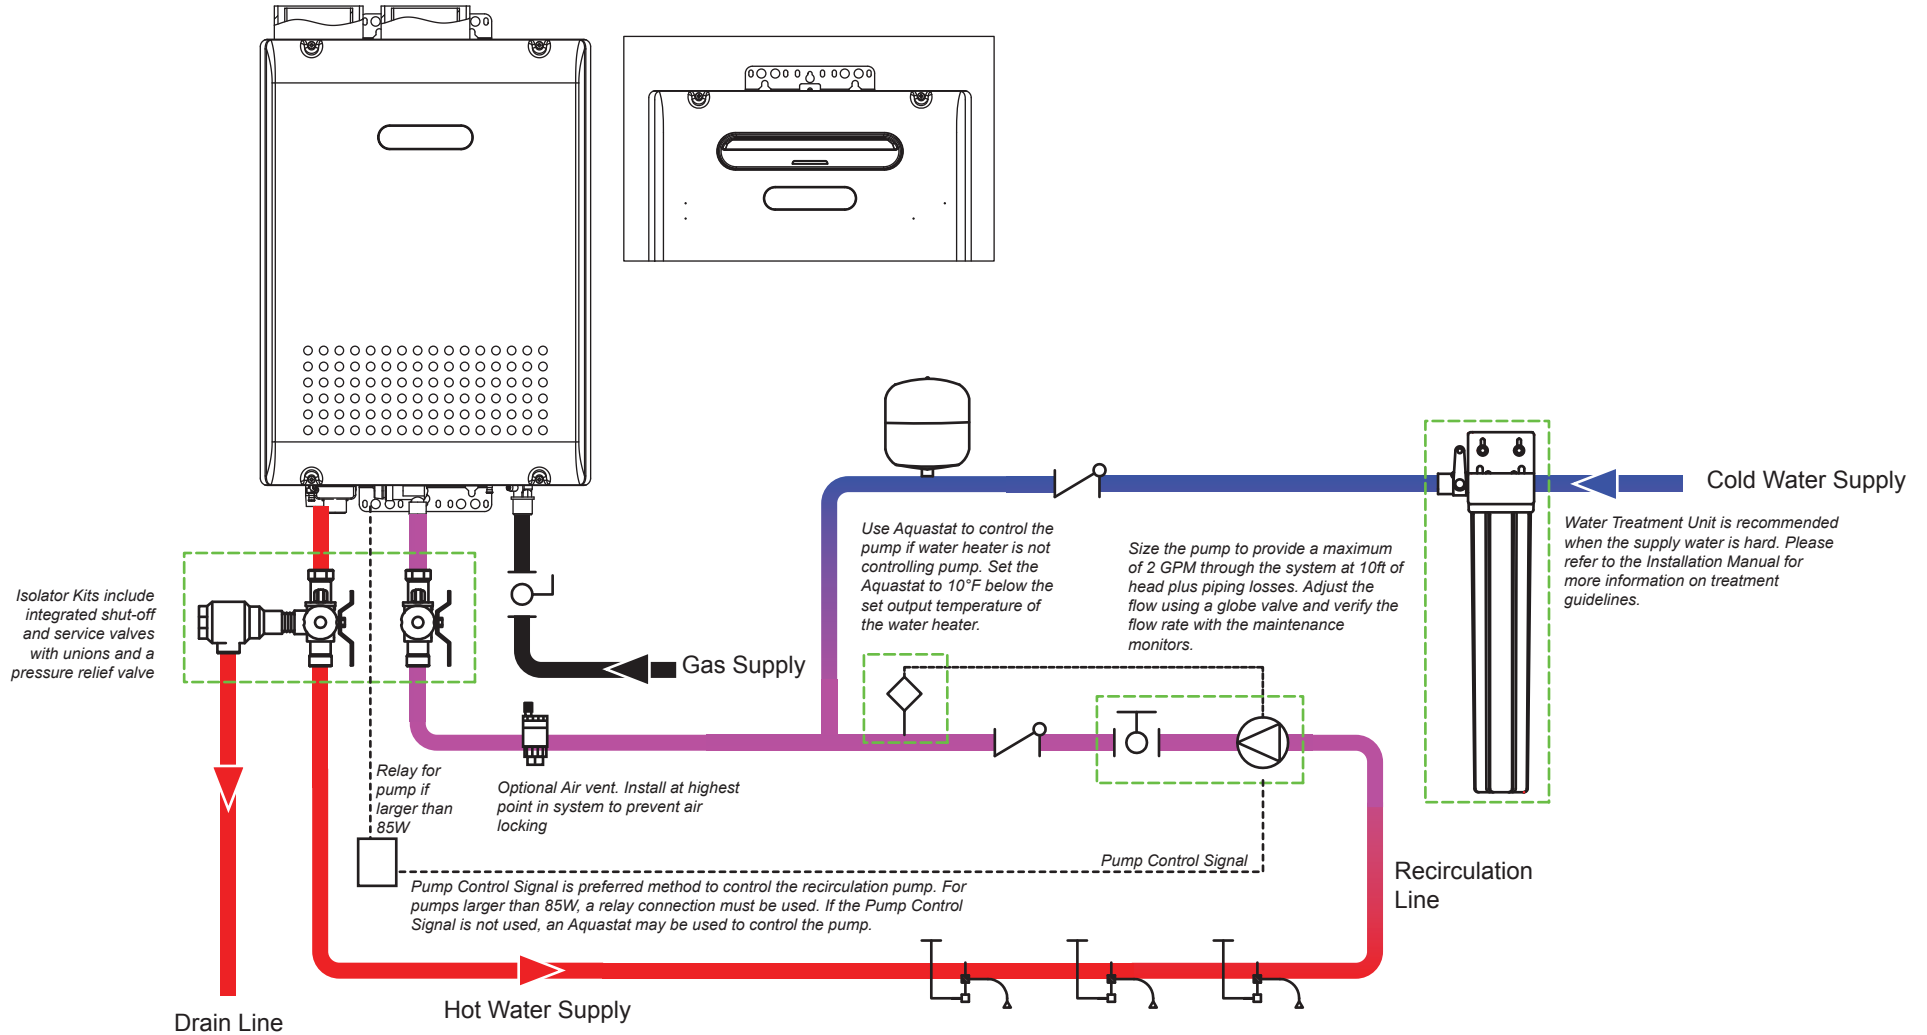 Cold Water Supply
Water Treatment Unit is recommended
when the supply water is hard. Please
refer to the Installation Manual for
more information on treatment
guidelines.
Use Aquastat to control the
pump if water heater is not
controlling pump. Set the
Aquastat to 10°F below the
set output temperature of
the water heater.
Size the pump to provide a maximum
of 2 GPM through the system at 10ft of
head plus piping losses. Adjust the
flow using a globe valve and verify the
flow rate with the maintenance
monitors.
Isolator Kits include
integrated shut-off
and service valves
with unions and a
pressure relief valve
Gas Supply
Relay for
pump if
larger than
85W
Optional Air vent. Install at highest
point in system to prevent air
locking
Pump Control Signal
Pump Control Signal is preferred method to control the recirculation pump. For
pumps larger than 85W, a relay connection must be used. If the Pump Control
Signal is not used, an Aquastat may be used to control the pump.
Recirculation
Line
Hot Water Supply
Drain Line